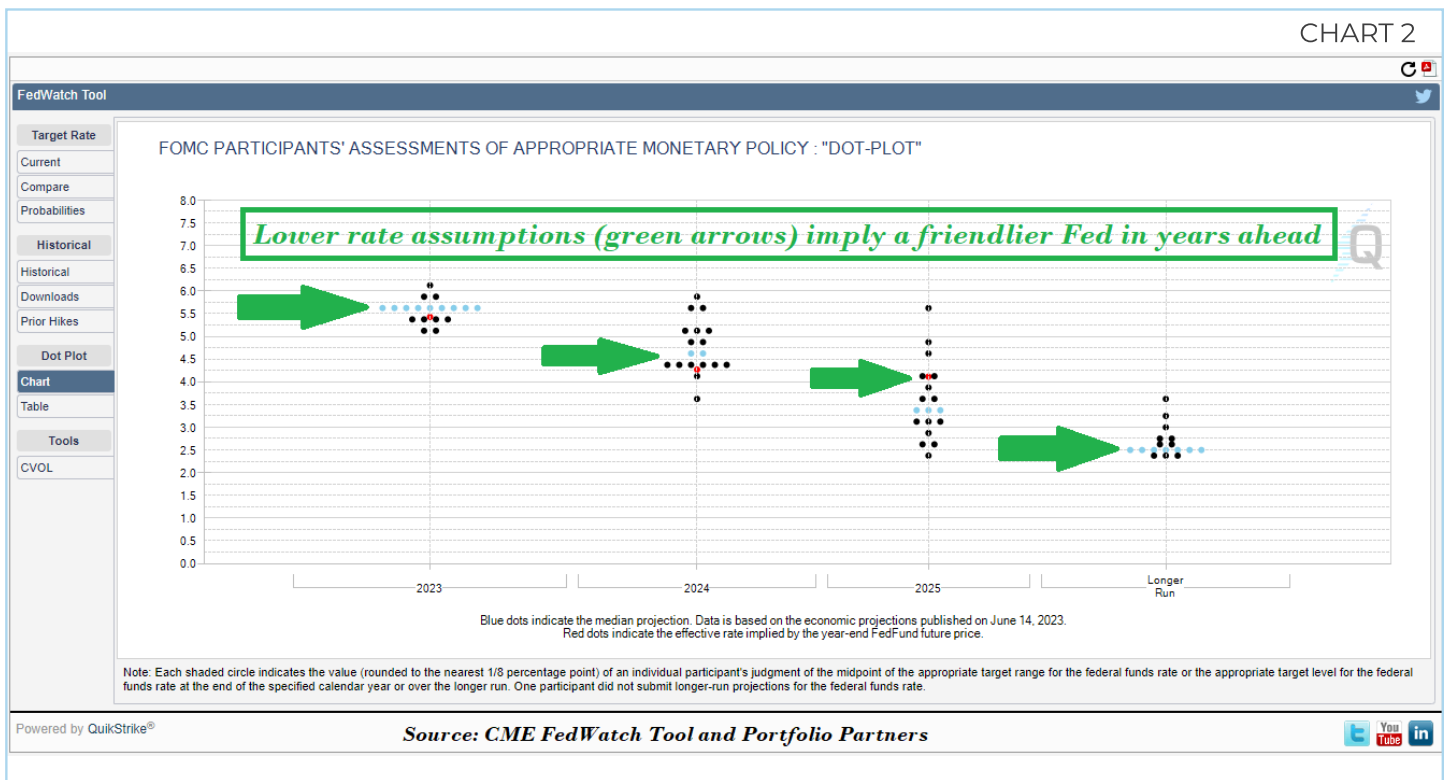 CHART 2
FedWatch Tool
Target Rate
Current
Compare
Probabilities
Historical
Historical
Downloads
Prior Hikes
Dot Plot
Chart
Table
Tools
CVOL
FOMC PARTICIPANTS' ASSESSMENTS OF APPROPRIATE MONETARY POLICY : "DOT-PLOT"
Lower rate assumptions (green arrows) imply a friendlier Fed in years ahead
Q
8.0
7.5
7.0
6.5
6.0
5.5
5.0
4.5
4.0
3.5
3.0
2.5
2.0
1.5
1.0
0.5
0.0
2023
2024
2025
Longer
Run
Blue dots indicate the median projection. Data is based on the economic projections published on June 14, 2023.
Red dots indicate the effective rate implied by the year-end FedFund future price.
Note: Each shaded circle indicates the value (rounded to the nearest 1/8 percentage point) of an individual participant's judgment of the midpoint of the appropriate target range for the federal funds rate or the appropriate target level for the federal
funds rate at the end of the specified calendar year or over the longer run. One participant did not submit longer-run projections for the federal funds rate.
Powered by QuikStrike®
Source: CME FedWatch Tool and Portfolio Partners
You
Tube
in